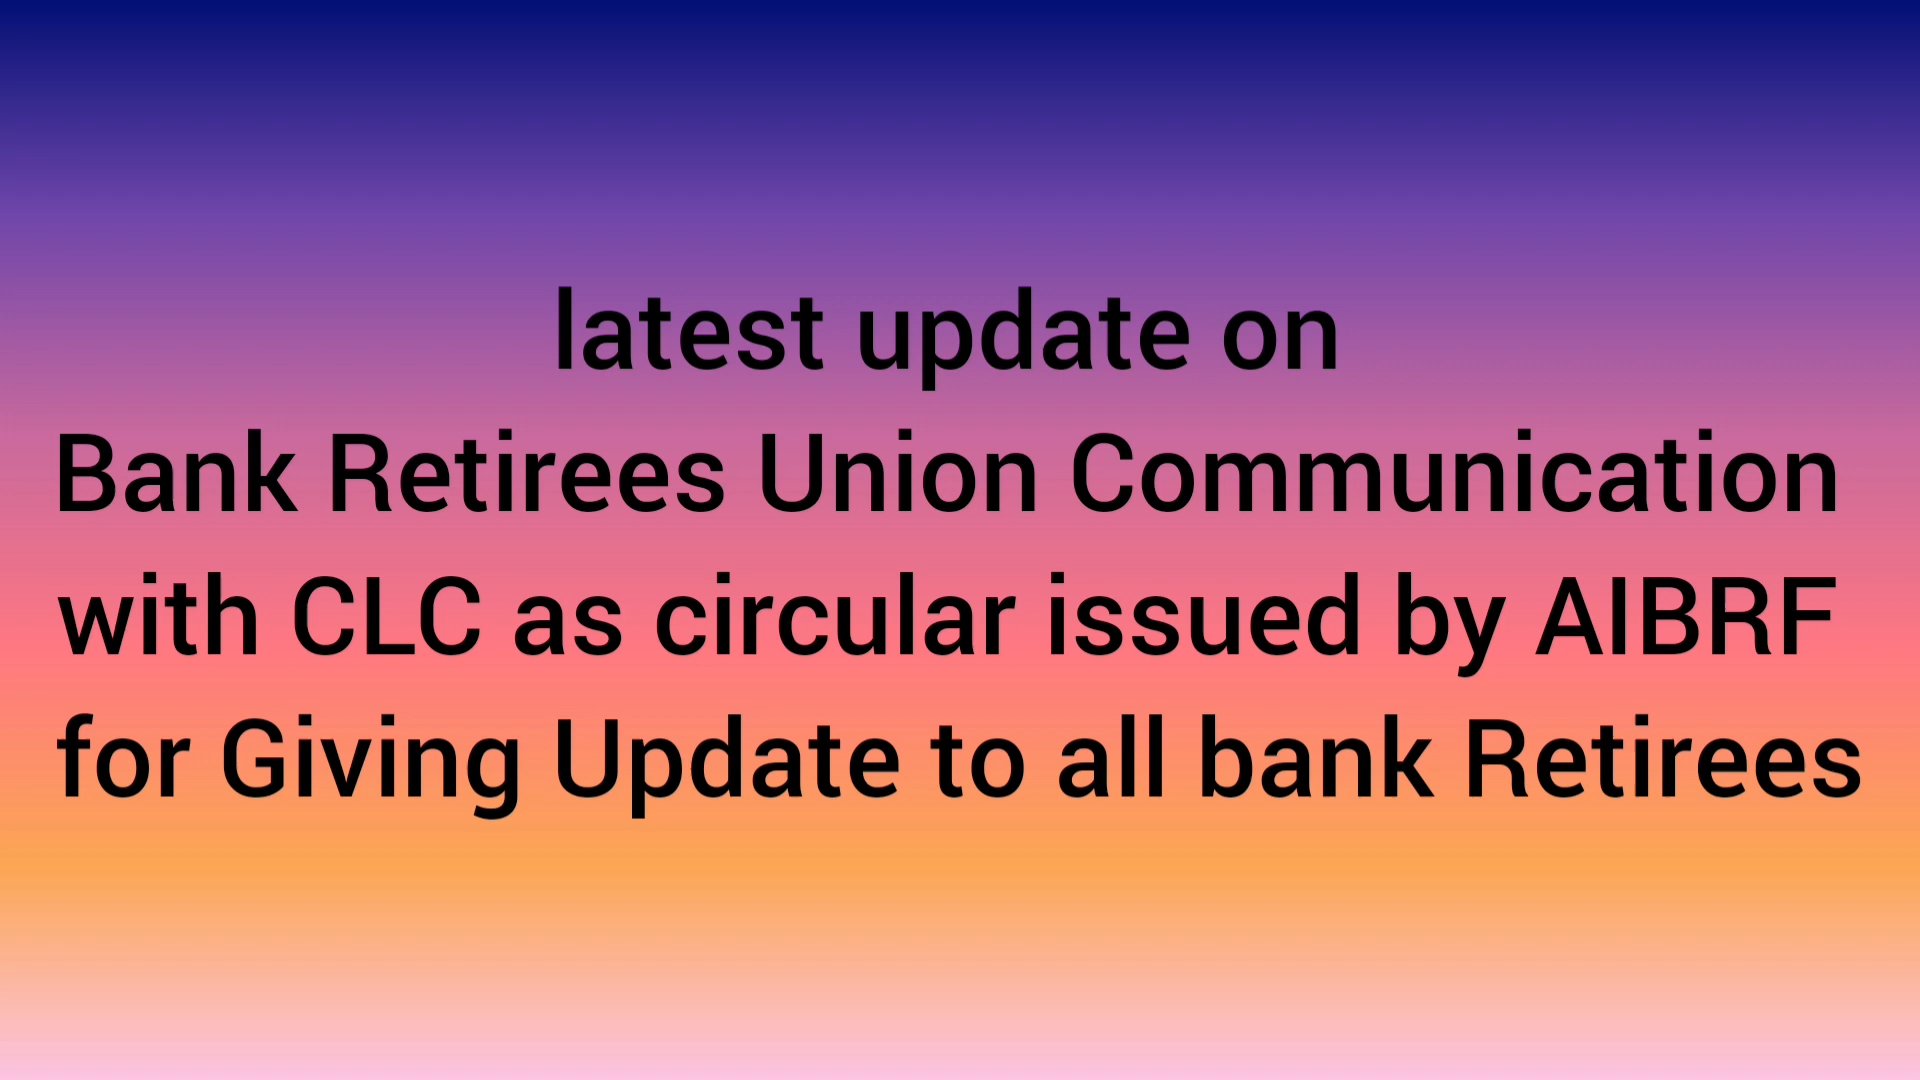 latest update on
Bank Retirees Union Communication
with CLC as circular issued by AIBRF
for Giving Update to all bank Retirees